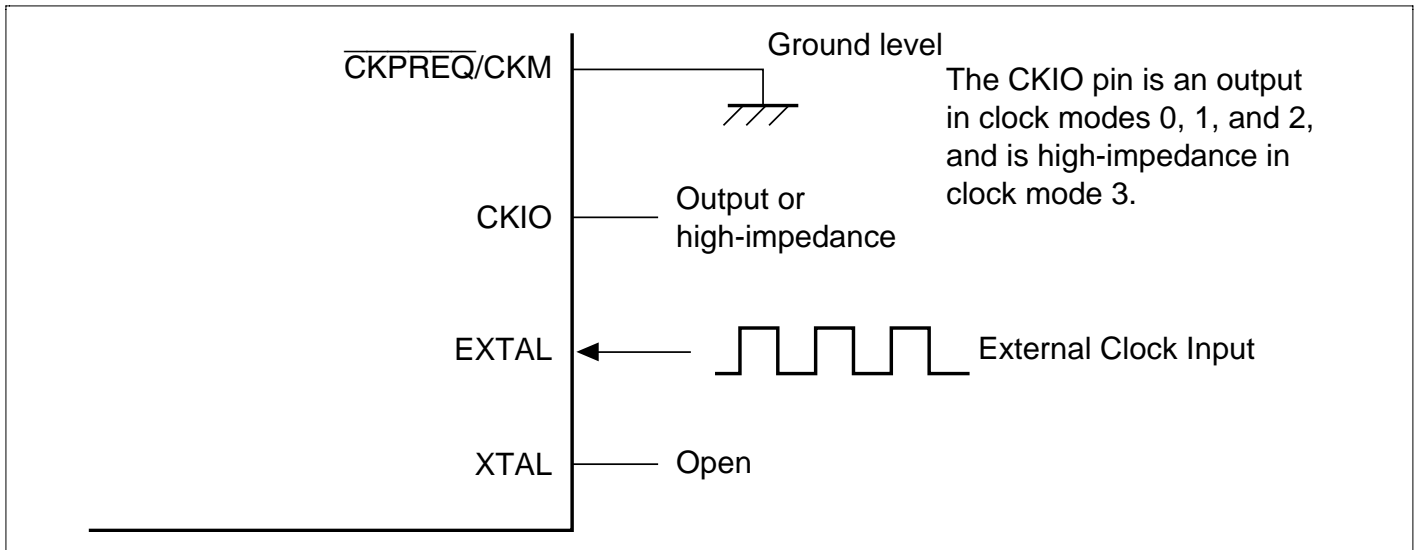 CKPREQ/CKM
Ground level
The CKIO pin is an output
in clock modes 0, 1, and 2,
and is high-impedance in
clock mode 3.
CKIO
Output or
high-impedance
EXTAL
External Clock Input
XTAL
Open